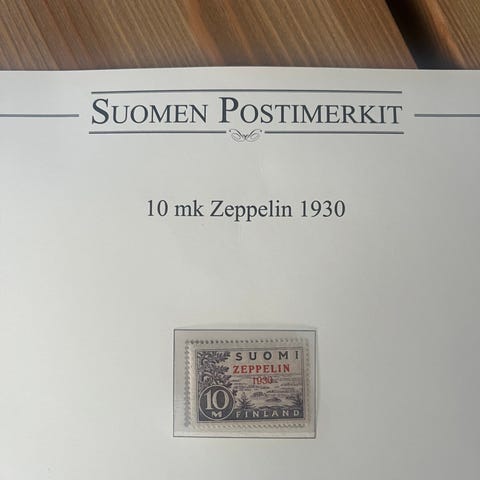 SUOMEN POSTIMERKIT
10 mk Zeppelin 1930
SUOMI
ZEPPELIN
1930
10
M
FINLAND